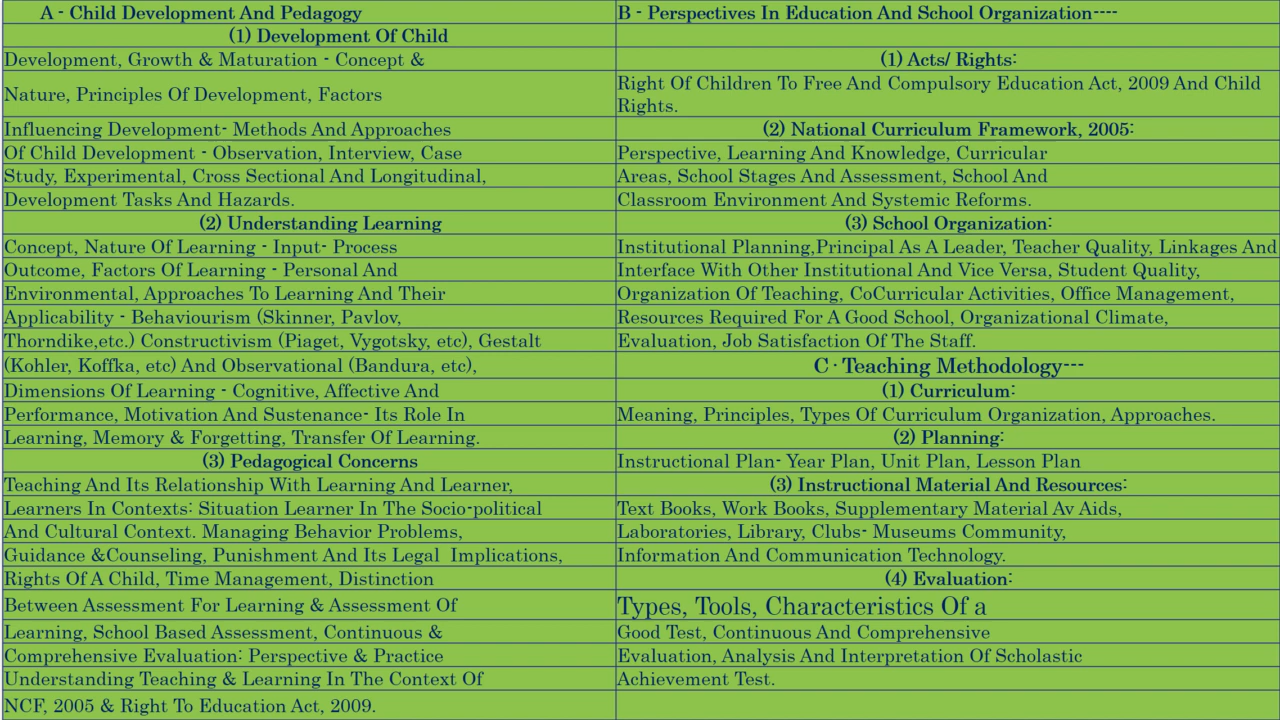 A - Child Development And Pedagogy
(1) Development Of Child
Development, Growth & Maturation - Concept &
Nature, Principles Of Development, Factors
Influencing Development- Methods And Approaches
Of Child Development - Observation, Interview, Case
Study, Experimental, Cross Sectional And Longitudinal,
Development Tasks And Hazards.
(2) Understanding Learning
Concept, Nature Of Learning - Input- Process
Outcome, Factors Of Learning - Personal And
Environmental, Approaches To Learning And Their
Applicability - Behaviourism (Skinner, Pavlov,
Thorndike,etc.) Constructivism (Piaget, Vygotsky, etc), Gestalt
(Kohler, Koffka, etc) And Observational (Bandura, etc),
Dimensions Of Learning - Cognitive, Affective And
Performance, Motivation And Sustenance- Its Role In
Learning, Memory & Forgetting, Transfer Of Learning.
(3) Pedagogical Concerns
Teaching And Its Relationship With Learning And Learner,
Learners In Contexts: Situation Learner In The Socio-political
And Cultural Context. Managing Behavior Problems,
Guidance &Counseling, Punishment And Its Legal Implications,
Rights Of A Child, Time Management, Distinction
Between Assessment For Learning & Assessment Of
Learning, School Based Assessment, Continuous &
Comprehensive Evaluation: Perspective & Practice
Understanding Teaching & Learning In The Context Of
NCF, 2005 & Right To Education Act, 2009.
B - Perspectives In Education And School Organization----
(1) Acts/ Rights:
Right Of Children To Free And Compulsory Education Act, 2009 And Child
Rights.
(2) National Curriculum Framework, 2005:
Perspective, Learning And Knowledge, Curricular
Areas, School Stages And Assessment, School And
Classroom Environment And Systemic Reforms.
(3) School Organization:
Institutional Planning,Principal As A Leader, Teacher Quality, Linkages And
Interface With Other Institutional And Vice Versa, Student Quality,
Organization Of Teaching, CoCurricular Activities, Office Management,
Resources Required For A Good School, Organizational Climate,
Evaluation, Job Satisfaction Of The Staff.
C - Teaching Methodology---
(1) Curriculum:
Meaning, Principles, Types Of Curriculum Organization, Approaches.
(2) Planning:
Instructional Plan- Year Plan, Unit Plan, Lesson Plan
(3) Instructional Material And Resources:
Text Books, Work Books, Supplementary Material Av Aids,
Laboratories, Library, Clubs- Museums Community,
Information And Communication Technology.
(4) Evaluation:
Types, Tools, Characteristics Of a
Good Test, Continuous And Comprehensive
Evaluation, Analysis And Interpretation Of Scholastic
Achievement Test.